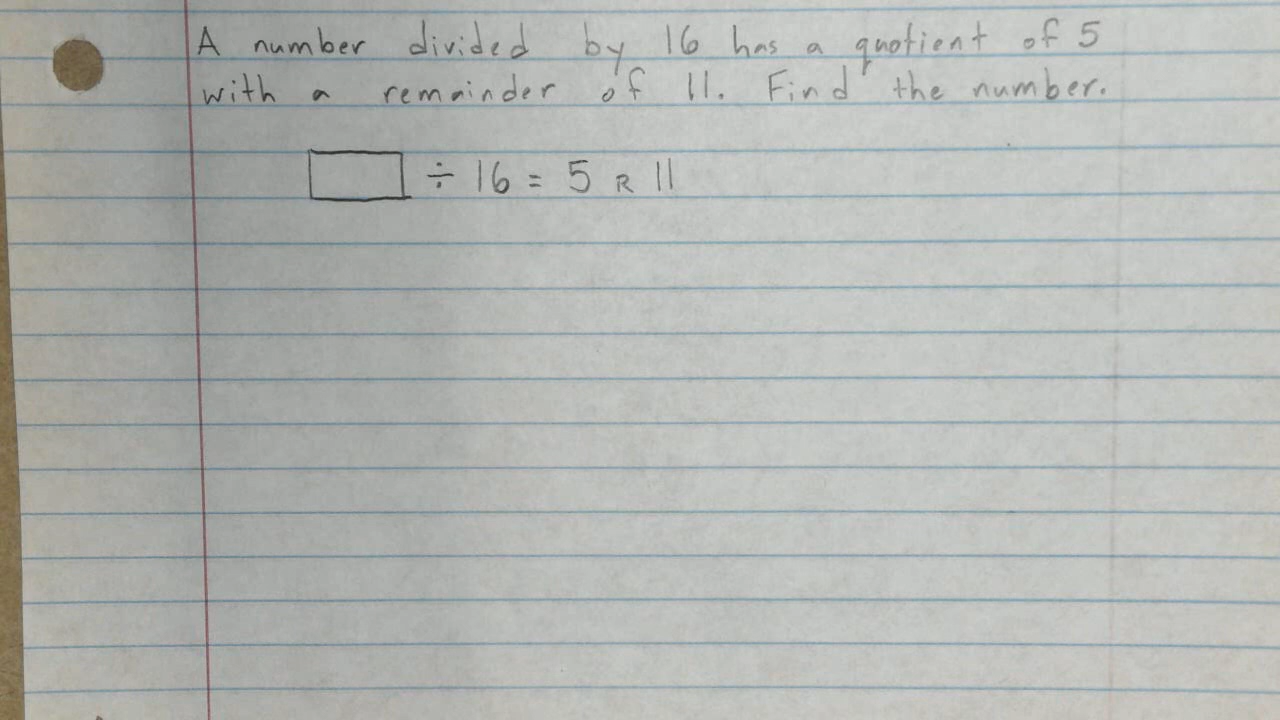 A number divided by 16 has a quotient of 5
with a remainder of 11. Find the number.
÷ 16 = 5 R 11